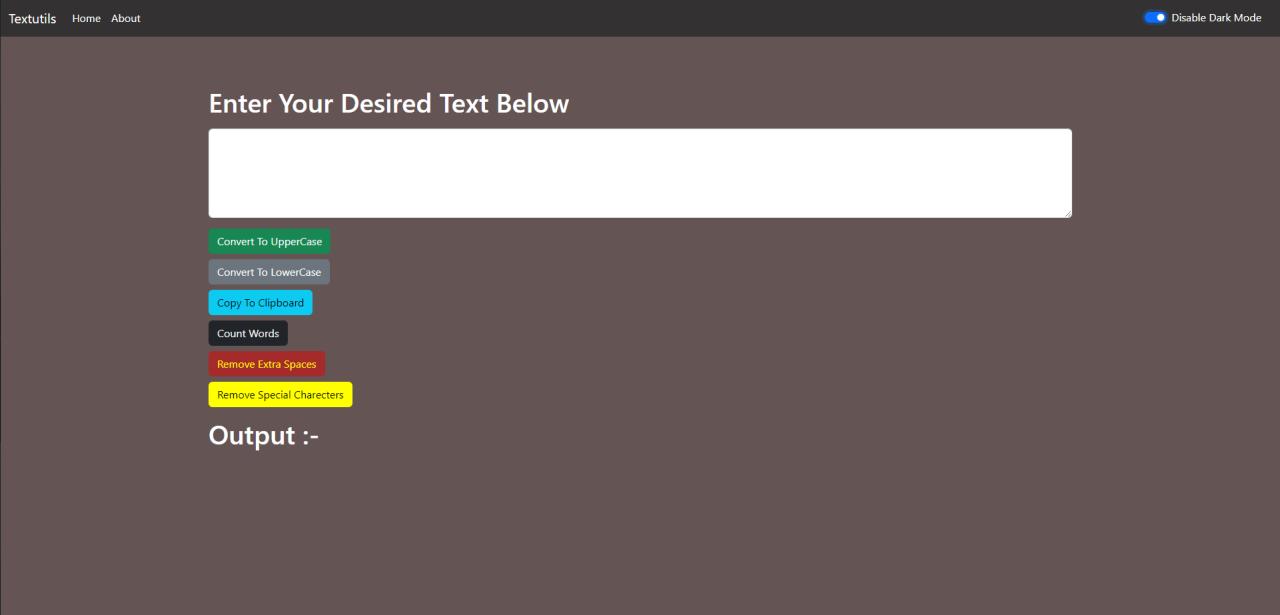 Textutils Home About Disable Dark Mode
Enter Your Desired Text Below
Convert To UpperCase
Convert To LowerCase
Copy To Clipboard
Count Words
Remove Extra Spaces
Remove Special Charecters
Output :-